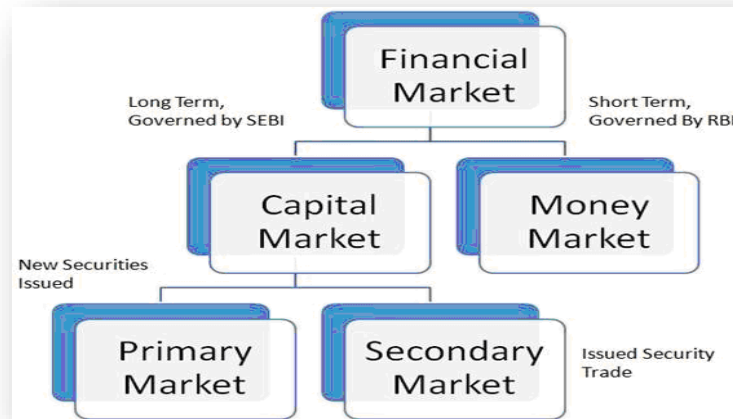 Financial
Market
Long Term,
Governed by SEBI
Short Term,
Governed By RBI
Capital
Market
Money
Market
New Securities
Issued
Primary
Market
Secondary
Market
Issued Security
Trade